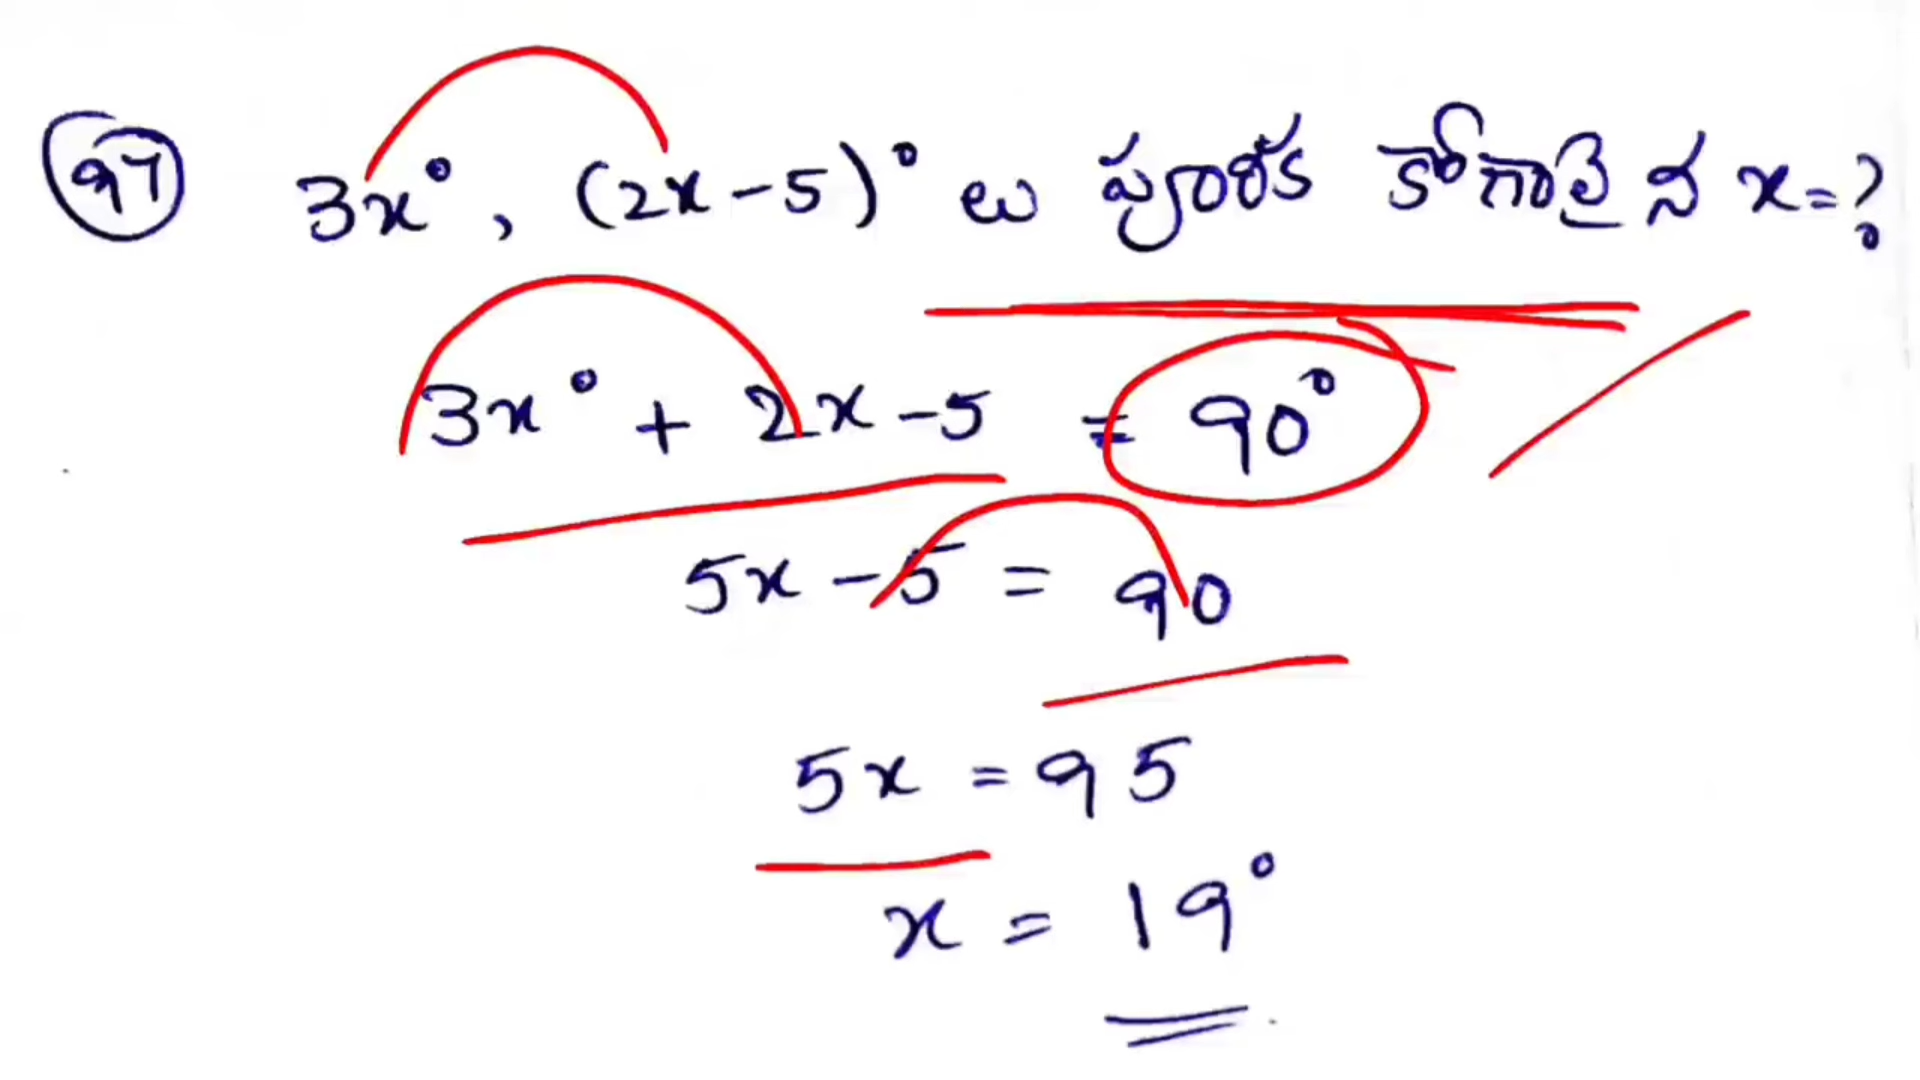 97 3x°, (2x-5)° లు పూరక కోణాలైన x=?
3x° + 2x-5 = 90°
5x-5 = 90
5x = 95
x = 19°